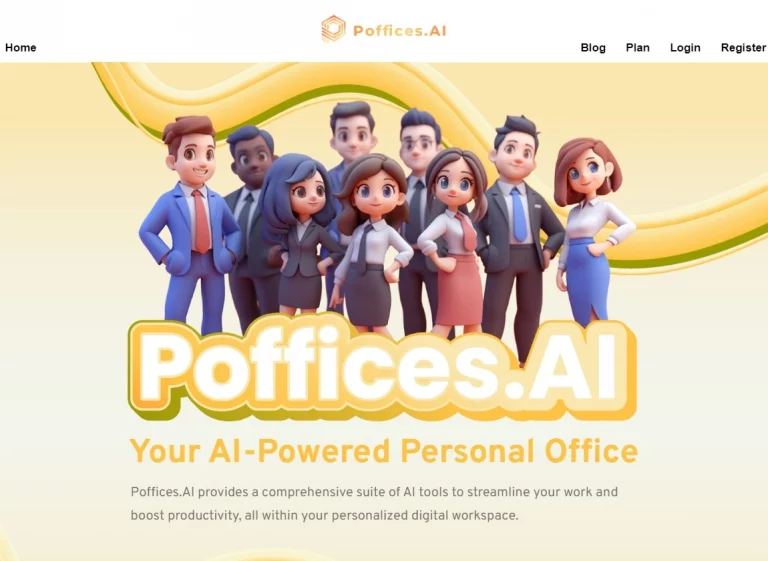 Poffices.AI
Home
Blog Plan Login Register
Poffices.AI
Your AI-Powered Personal Office
Poffices.AI provides a comprehensive suite of AI tools to streamline your work and
boost productivity, all within your personalized digital workspace.